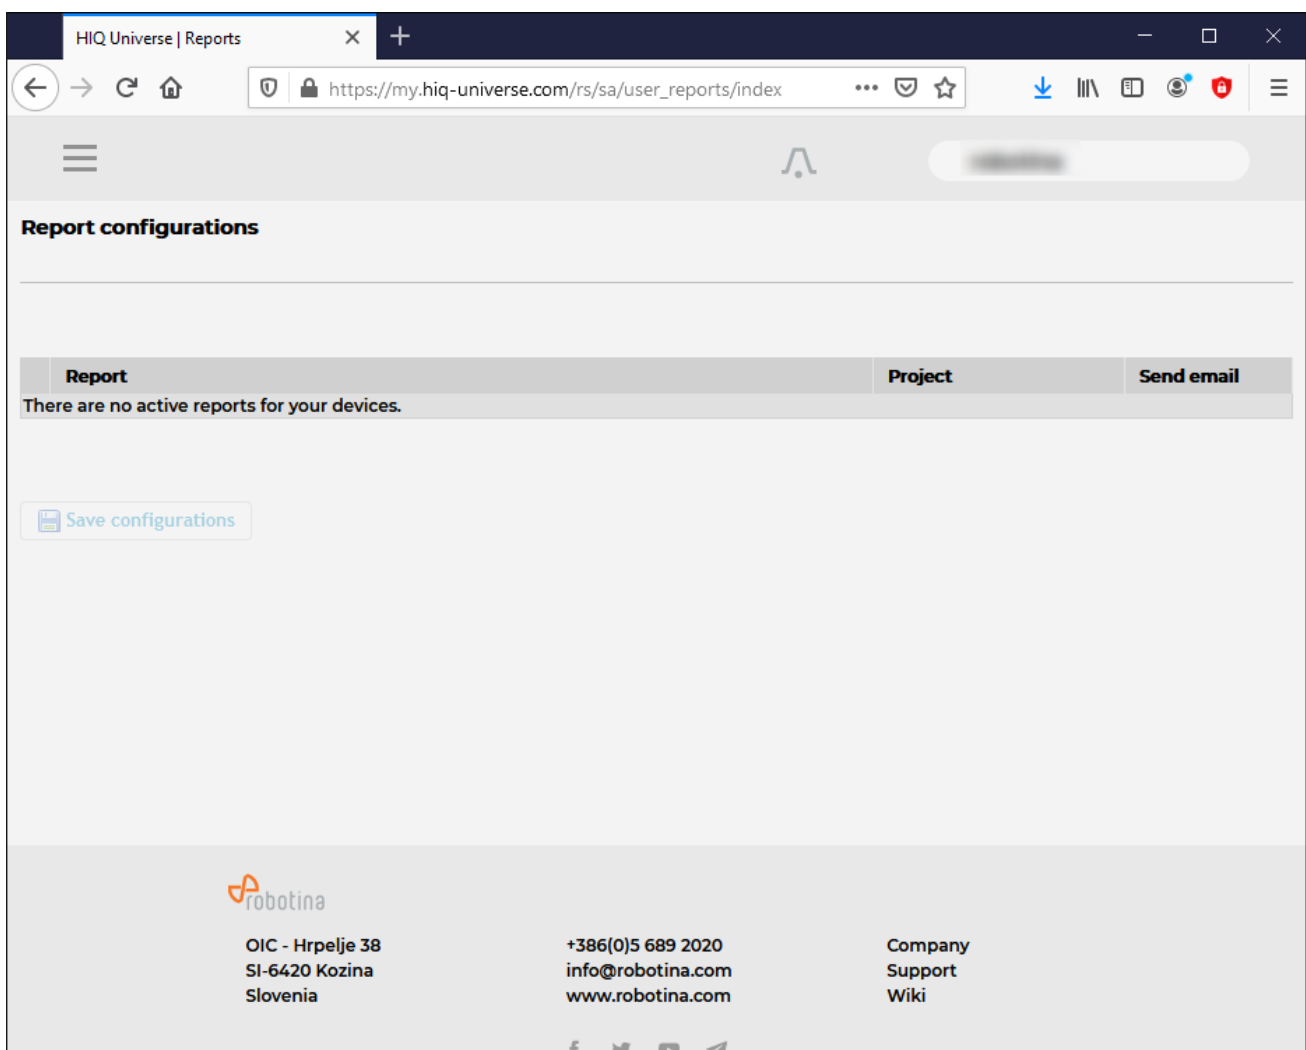 HIQ Universe | Reports
https://my.hiq-universe.com/rs/sa/user_reports/index
Report configurations
Report Project Send email
There are no active reports for your devices.
Save configurations
robotina
OIC - Hrpelje 38 +386(0)5 689 2020 Company
SI-6420 Kozina info@robotina.com Support
Slovenia www.robotina.com Wiki